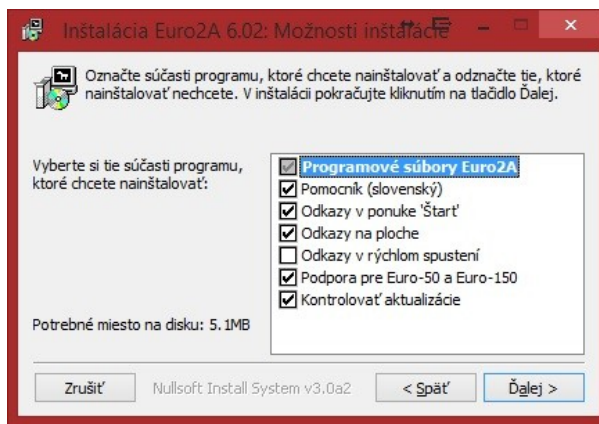 Inštalácia Euro2A 6.02: Možnosti inštalácie
Označte súčasti programu, ktoré chcete nainštalovať a odznačte tie, ktoré
nainštalovať nechcete. V inštalácii pokračujte kliknutím na tlačidlo Ďalej.
Vyberte si tie súčasti programu,
ktoré chcete nainštalovať:
Programové súbory Euro2A
Pomocník (slovenský)
Odkazy v ponuke 'Štart'
Odkazy na ploche
Odkazy v rýchlom spustení
Podpora pre Euro-50 a Euro-150
Kontrolovať aktualizácie
Potrebné miesto na disku: 5.1MB
Zrušiť
Nullsoft Install System v3.0a2
< Späť
Ďalej >